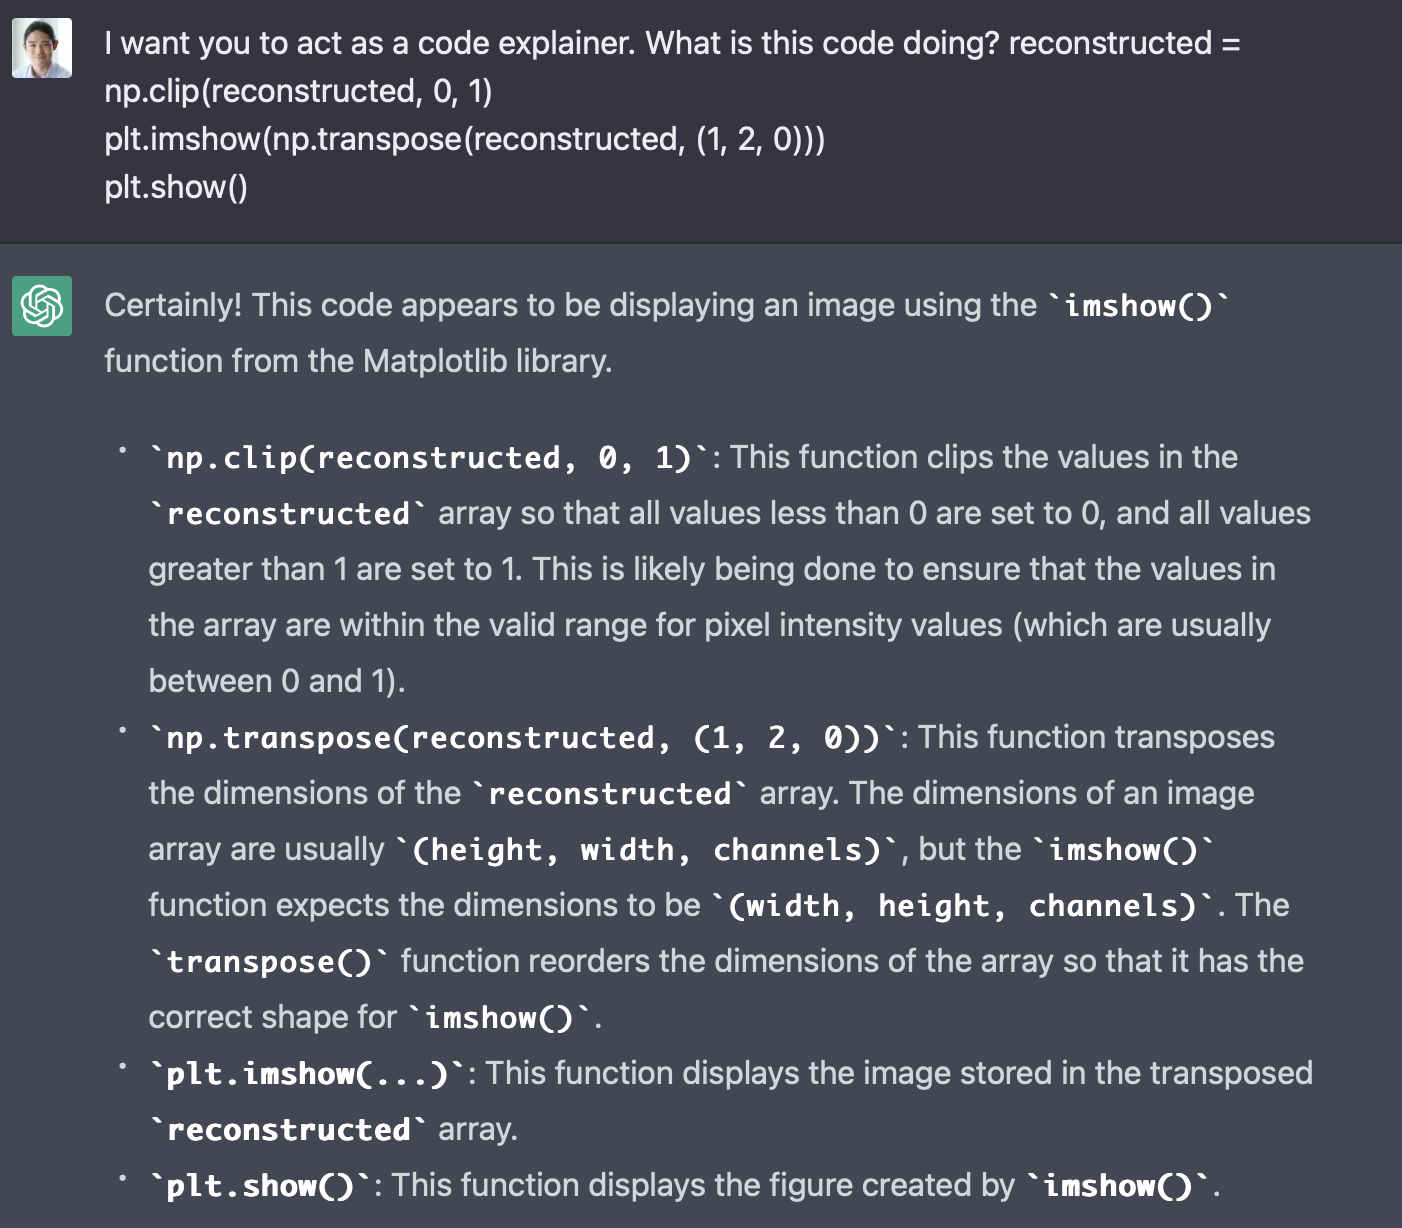 I want you to act as a code explainer. What is this code doing? reconstructed =
np.clip(reconstructed, 0, 1)
plt.imshow(np.transpose(reconstructed, (1, 2, 0)))
plt.show()
Certainly! This code appears to be displaying an image using the `imshow()`
function from the Matplotlib library.
• `np.clip(reconstructed, 0, 1)`: This function clips the values in the
`reconstructed` array so that all values less than 0 are set to 0, and all values
greater than 1 are set to 1. This is likely being done to ensure that the values in
the array are within the valid range for pixel intensity values (which are usually
between 0 and 1).
• `np.transpose(reconstructed, (1, 2, 0))`: This function transposes
the dimensions of the `reconstructed` array. The dimensions of an image
array are usually `(height, width, channels)`, but the `imshow()`
function expects the dimensions to be `(width, height, channels)`. The
`transpose()` function reorders the dimensions of the array so that it has the
correct shape for `imshow()`.
• `plt.imshow(...)`: This function displays the image stored in the transposed
`reconstructed` array.
• `plt.show()`: This function displays the figure created by `imshow()`.